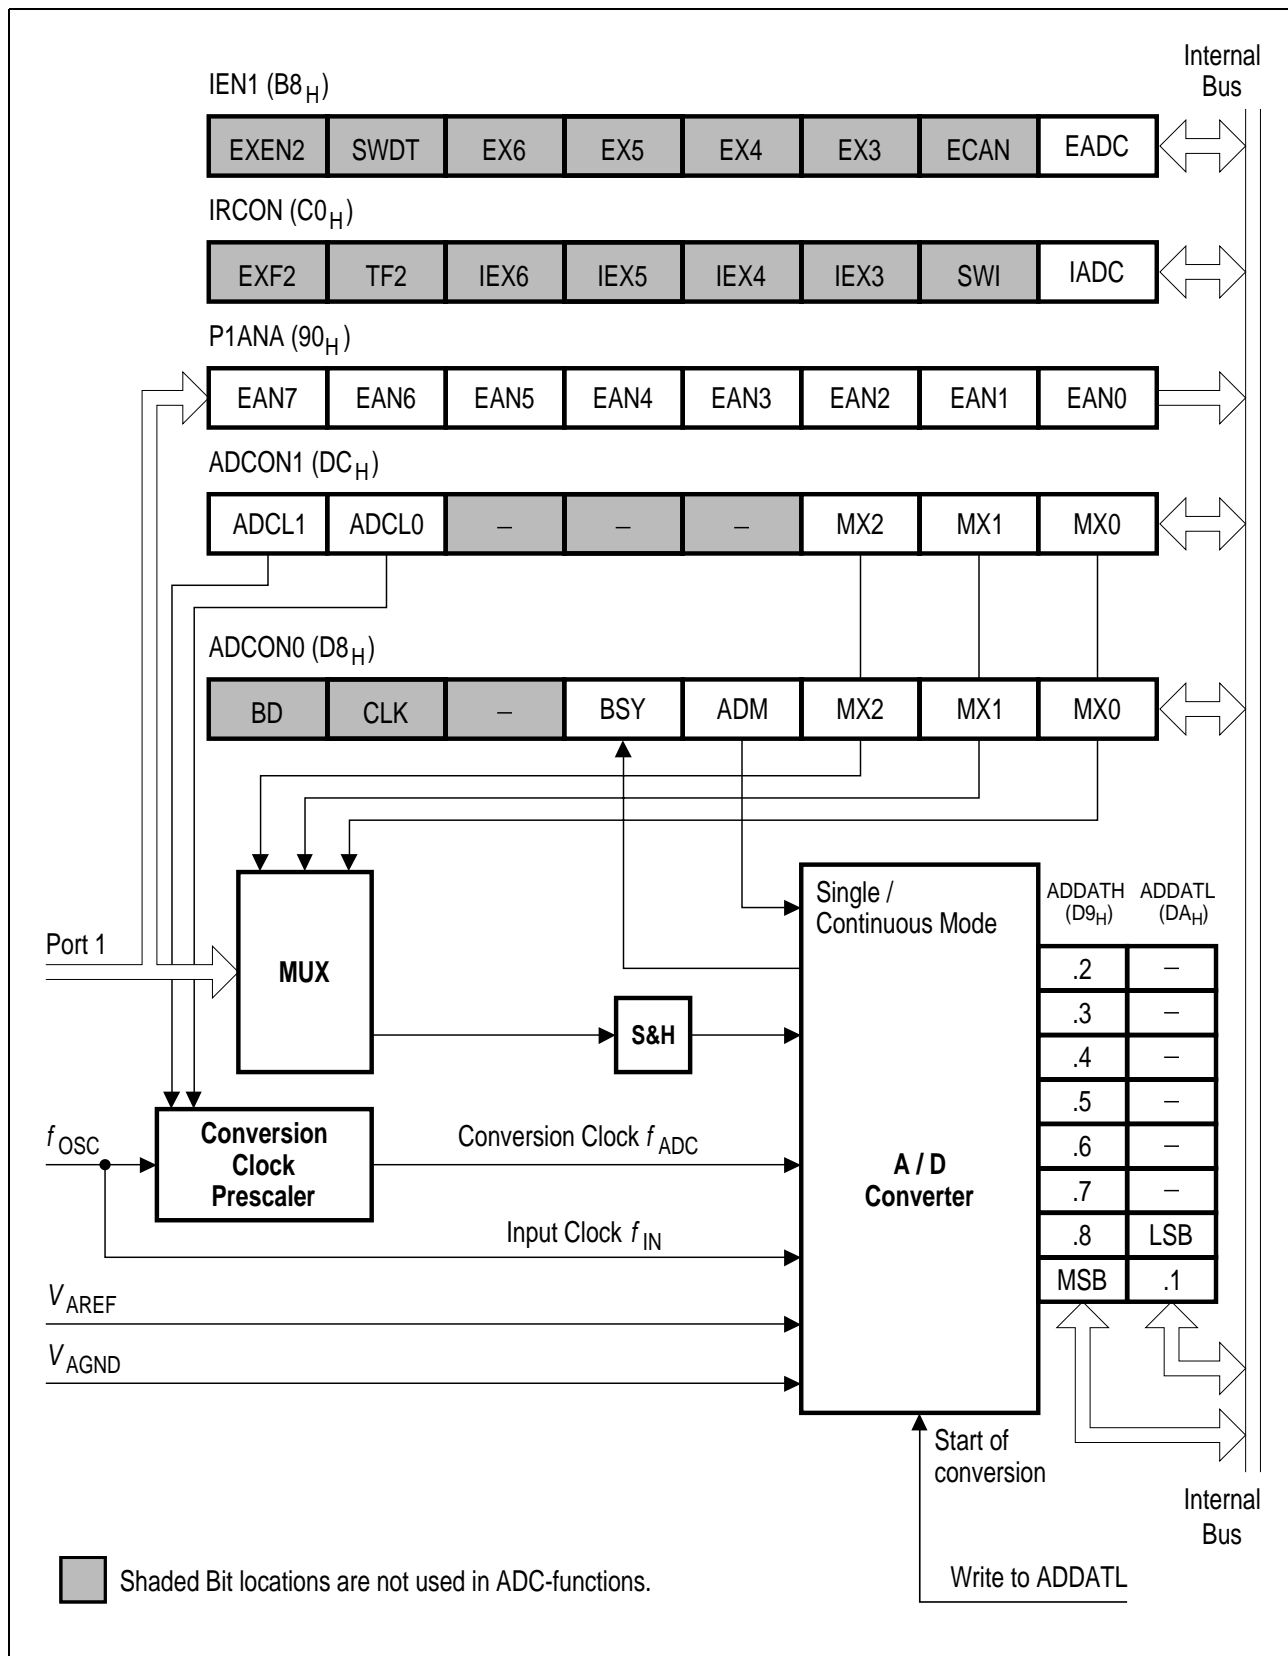 Internal
Bus
IEN1 (B8H)
EXEN2 SWDT EX6 EX5 EX4 EX3 ECAN EADC
IRCON (C0H)
EXF2 TF2 IEX6 IEX5 IEX4 IEX3 SWI IADC
P1ANA (90H)
EAN7 EAN6 EAN5 EAN4 EAN3 EAN2 EAN1 EAN0
ADCON1 (DCH)
ADCL1 ADCL0 – – – MX2 MX1 MX0
ADCON0 (D8H)
BD CLK – BSY ADM MX2 MX1 MX0
Single /
Continuous Mode
ADDATH ADDATL
(D9H) (DAH)
Port 1
MUX
S&H
.2 –
.3 –
.4 –
.5 –
.6 –
.7 –
.8 LSB
MSB .1
fOSC
Conversion
Clock
Prescaler
Conversion Clock fADC
A / D
Converter
Input Clock fIN
VAREF
VAGND
Start of
conversion
Internal
Bus
Write to ADDATL
Shaded Bit locations are not used in ADC-functions.